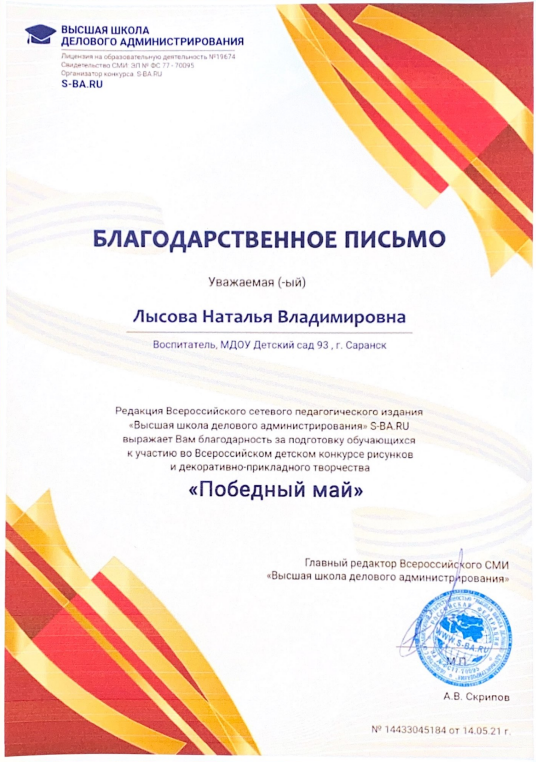 ВЫСШАЯ ШКОЛА
ДЕЛОВОГО АДМИНИСТРИРОВАНИЯ
Лицензия на образовательную деятельность №19674
Свидетельство СМИ: ЭЛ № ФС 77 - 70095
Организатор конкурса: S-BA.RU
S-BA.RU
БЛАГОДАРСТВЕННОЕ ПИСЬМО
Уважаемая (-ый)
Лысова Наталья Владимировна
Воспитатель, МДОУ Детский сад 93 , г. Саранск
Редакция Всероссийского сетевого педагогического издания
«Высшая школа делового администрирования» S-BA.RU
выражает Вам благодарность за подготовку обучающихся
к участию во Всероссийском детском конкурсе рисунков
и декоративно-прикладного творчества
«Победный май»
Главный редактор Всероссийского СМИ
«Высшая школа делового администрирования»
WWW.S-BA.RU
М.П.
А.В. Скрипов
№ 14433045184 от 14.05.21 г.